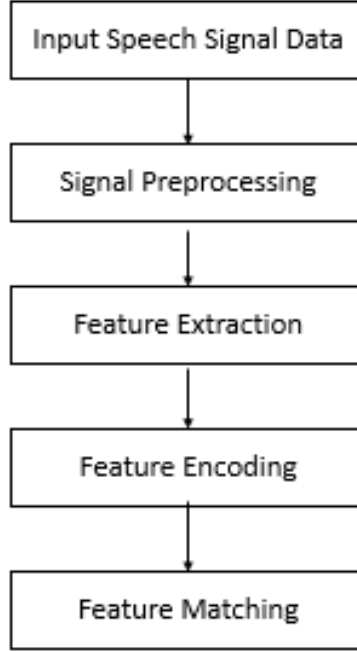 Input Speech Signal Data
Signal Preprocessing
Feature Extraction
Feature Encoding
Feature Matching